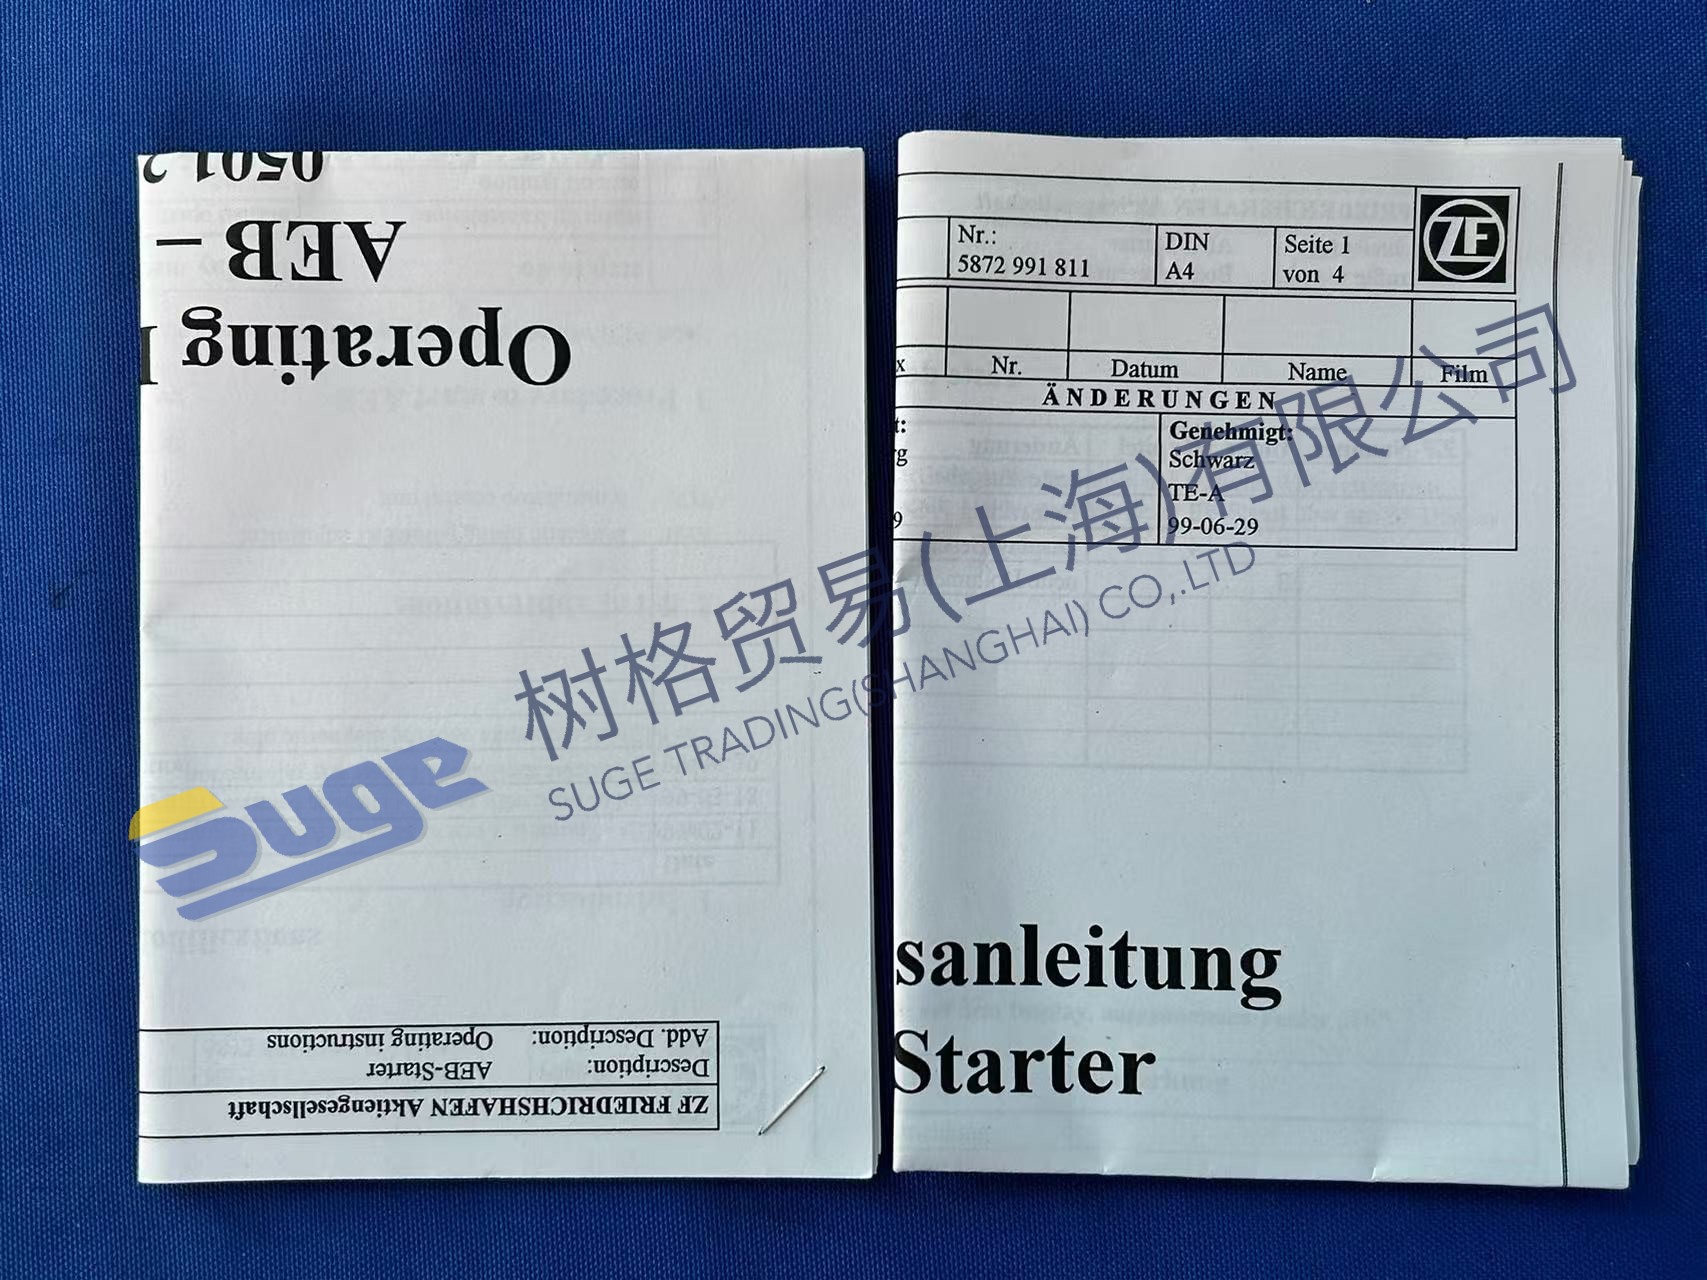 ZF FRIEDRICHSHAFEN Aktiengesellschaft
Description: AEB-Starter
Add. Description: Operating instructions
Operating
AEB –
0501 2
Nr.:
5872 991 811
DIN
A4
Seite 1
von 4
ZF
x Nr. Datum Name Film
ÄNDERUNGEN
t:
rg
9
Genehmigt:
Schwarz
TE-A
99-06-29
sanleitung
Starter
suge
树格贸易(上海)有限公司
SUGE TRADING(SHANGHAI) CO,.LTD